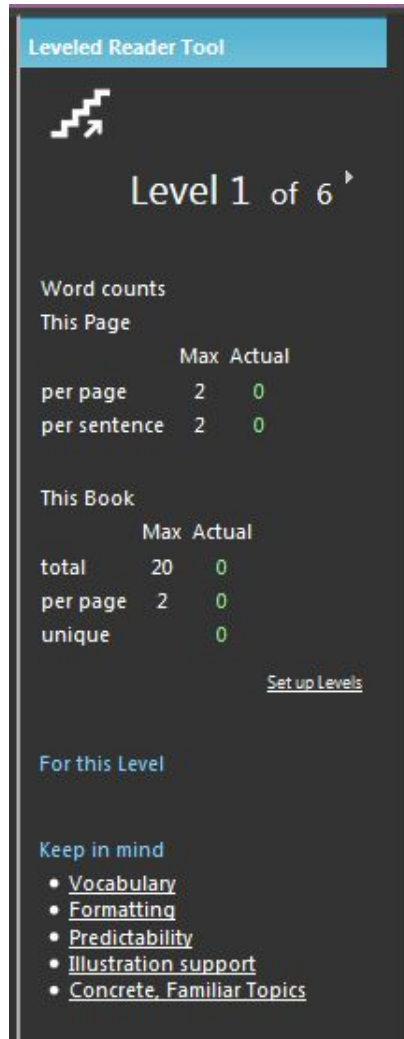 Leveled Reader Tool
Level 1 of 6
Word counts
This Page
Max Actual
per page 2 0
per sentence 2 0
This Book
Max Actual
total 20 0
per page 2 0
unique 0
Set up Levels
For this Level
Keep in mind
• Vocabulary
• Formatting
• Predictability
• Illustration support
• Concrete, Familiar Topics